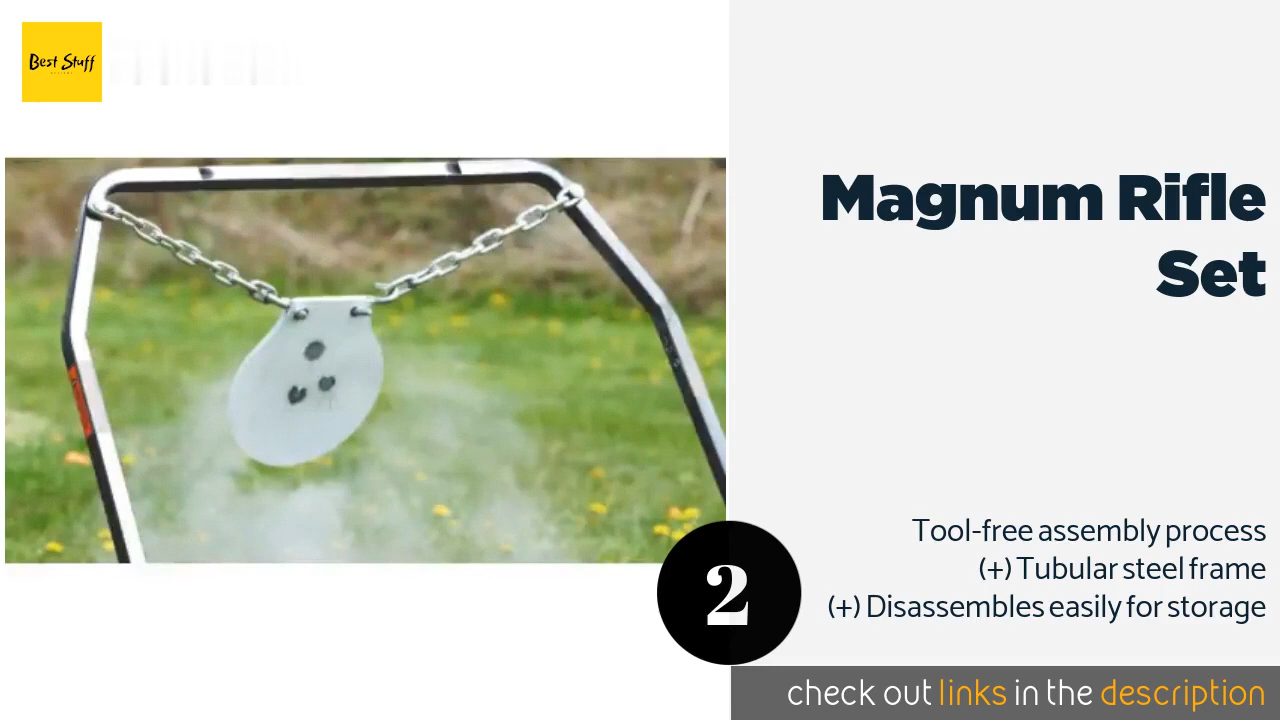 Best Stuff
Magnum Rifle
Set
Tool-free assembly process
(+) Tubular steel frame
(+) Disassembles easily for storage
2
check out links in the description